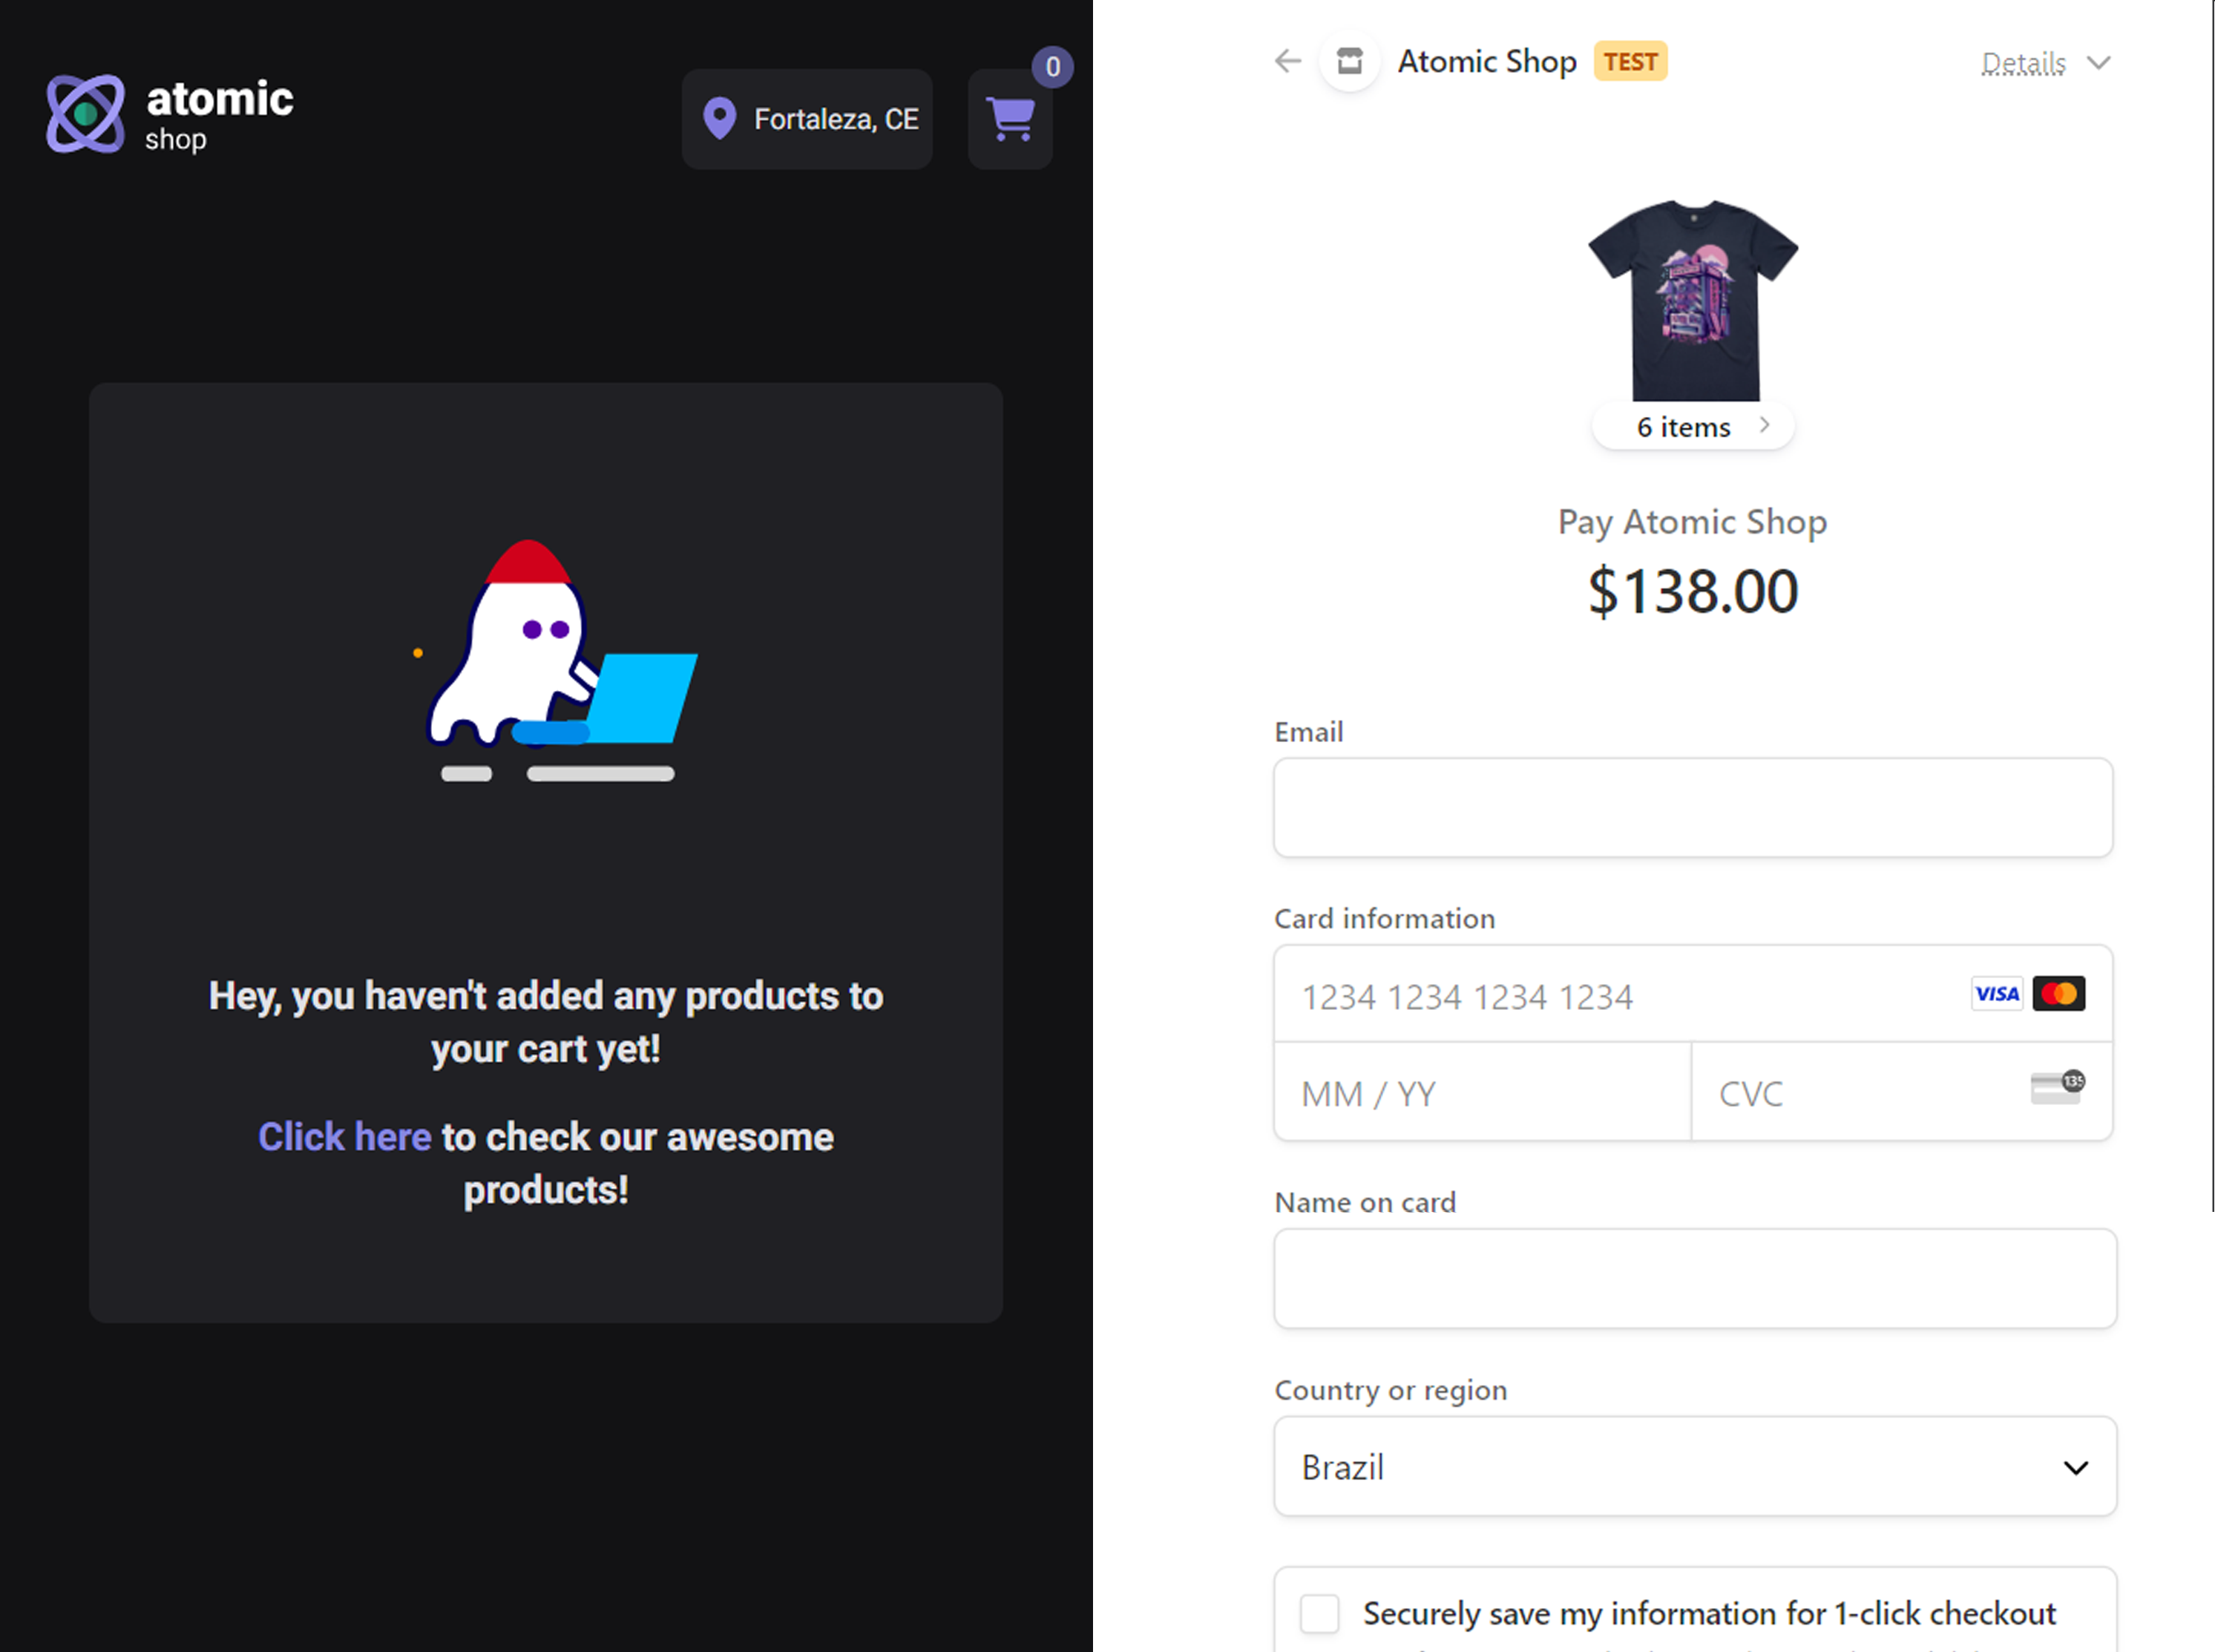 atomic
shop
Fortaleza, CE
0
Hey, you haven't added any products to
your cart yet!
Click here to check our awesome
products!
Atomic Shop TEST
Details
6 items
Pay Atomic Shop
$138.00
Email
Card information
1234 1234 1234 1234
VISA
MM / YY
CVC
135
Name on card
Country or region
Brazil
Securely save my information for 1-click checkout